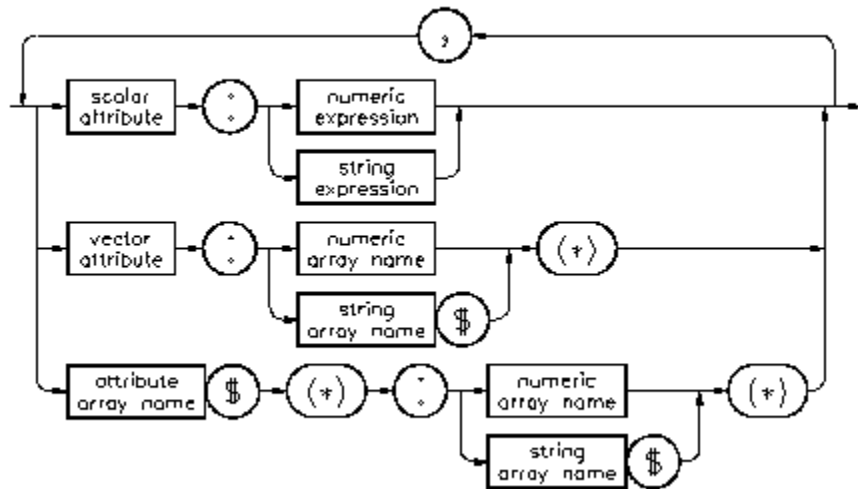 ,
scalar
attribute
:
numeric
expression
string
expression
vector
attribute
:
numeric
array name
(*)
string
array name $
attribute
array name $ (*) :
numeric
array name
(*)
string
array name $